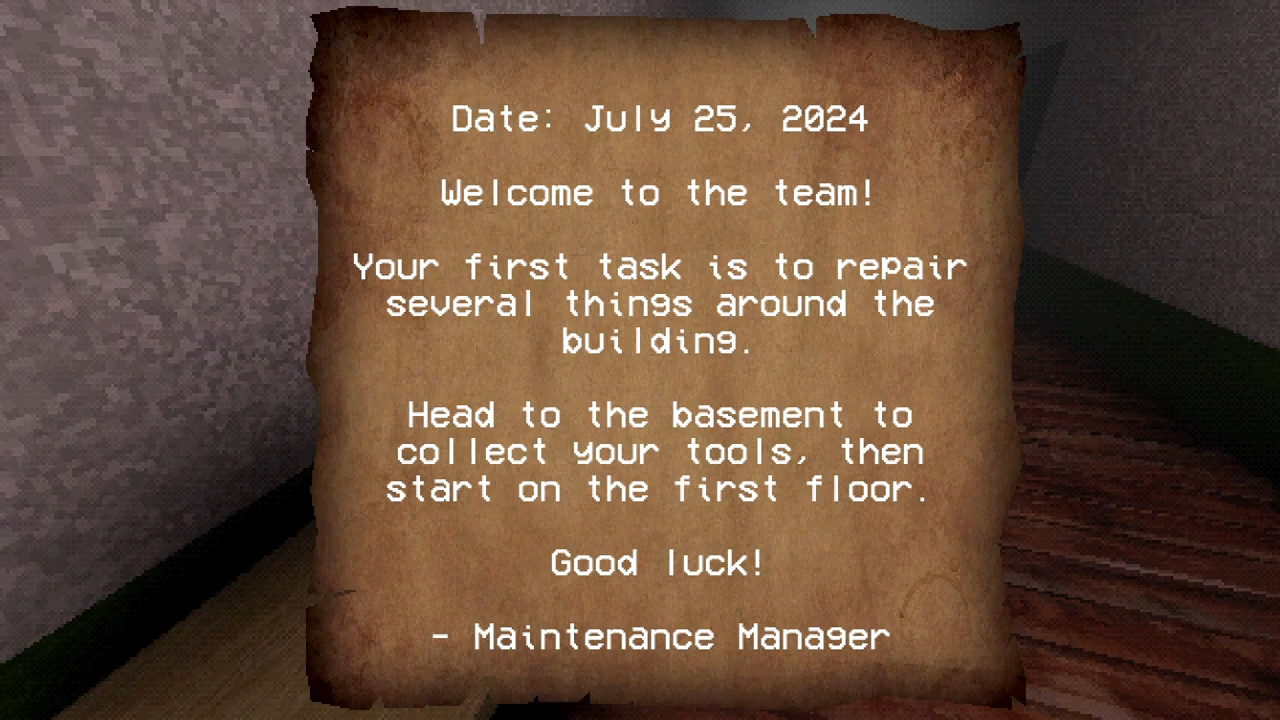 Date: July 25, 2024
Welcome to the team!
Your first task is to repair
several things around the
building.
Head to the basement to
collect your tools, then
start on the first floor.
Good luck!
- Maintenance Manager